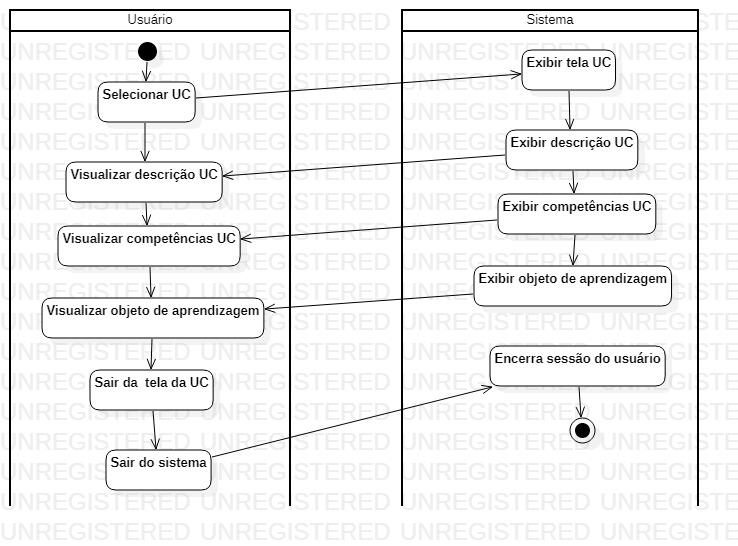 Usuário
Sistema
Exibir tela UC
Selecionar UC
Exibir descrição UC
Visualizar descrição UC
Exibir competências UC
Visualizar competências UC
Exibir objeto de aprendizagem
Visualizar objeto de aprendizagem
Encerra sessão do usuário
Sair da  tela da UC
Sair do sistema
UNREGISTERED